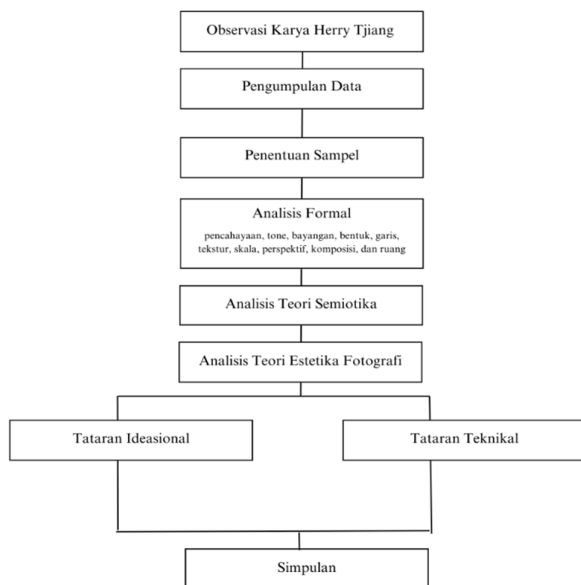 Observasi Karya Herry Tjiang
Pengumpulan Data
Penentuan Sampel
Analisis Formal
pencahayaan, tone, bayangan, bentuk, garis,
tekstur, skala, perspektif, komposisi, dan ruang
Analisis Teori Semiotika
Analisis Teori Estetika Fotografi
Tataran Ideasional
Tataran Teknikal
Simpulan